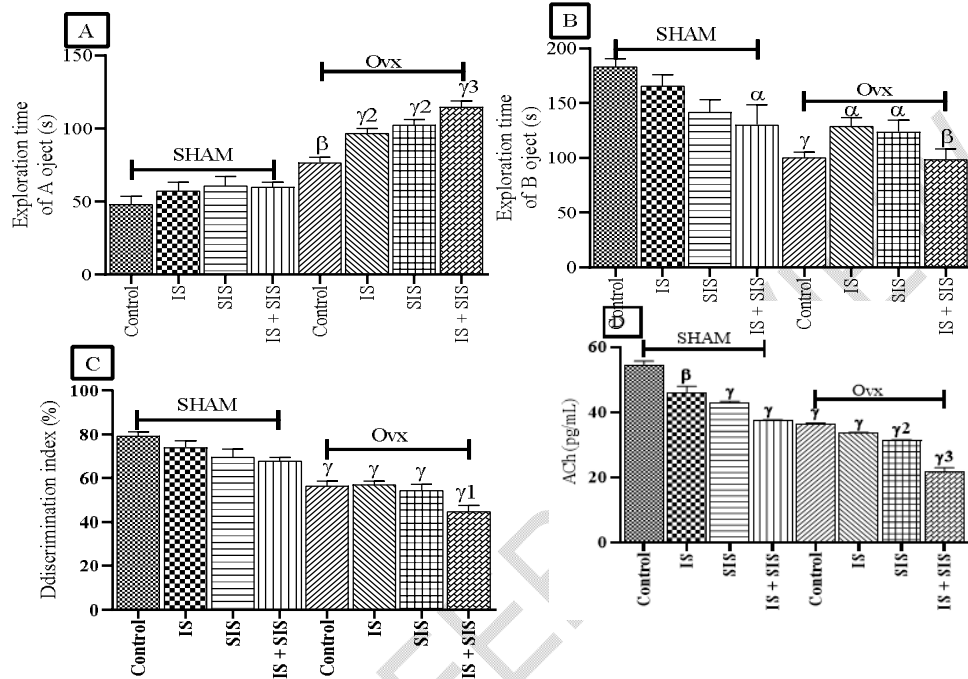 A
Exploration time
of A oject (s)
150
100
50
0
SHAM
Ovx
β
γ2
γ2
γ3
Control
IS
SIS
IS + SIS
Control
IS
SIS
IS + SIS
B
Exploration time
of B oject (s)
200
150
100
50
0
SHAM
Ovx
α
γ
α
α
β
Control
IS
SIS
IS + SIS
Control
IS
SIS
IS + SIS
C
Ddiscrimination index (%)
100
80
60
40
20
0
SHAM
Ovx
γ
γ
γ
γ1
Control
IS
SIS
IS + SIS
Control
IS
SIS
IS + SIS
D
ACh (pg/mL)
60
40
20
0
SHAM
Ovx
β
γ
γ
γ
γ
γ2
γ3
Control
IS
SIS
IS + SIS
Control
IS
SIS
IS + SIS